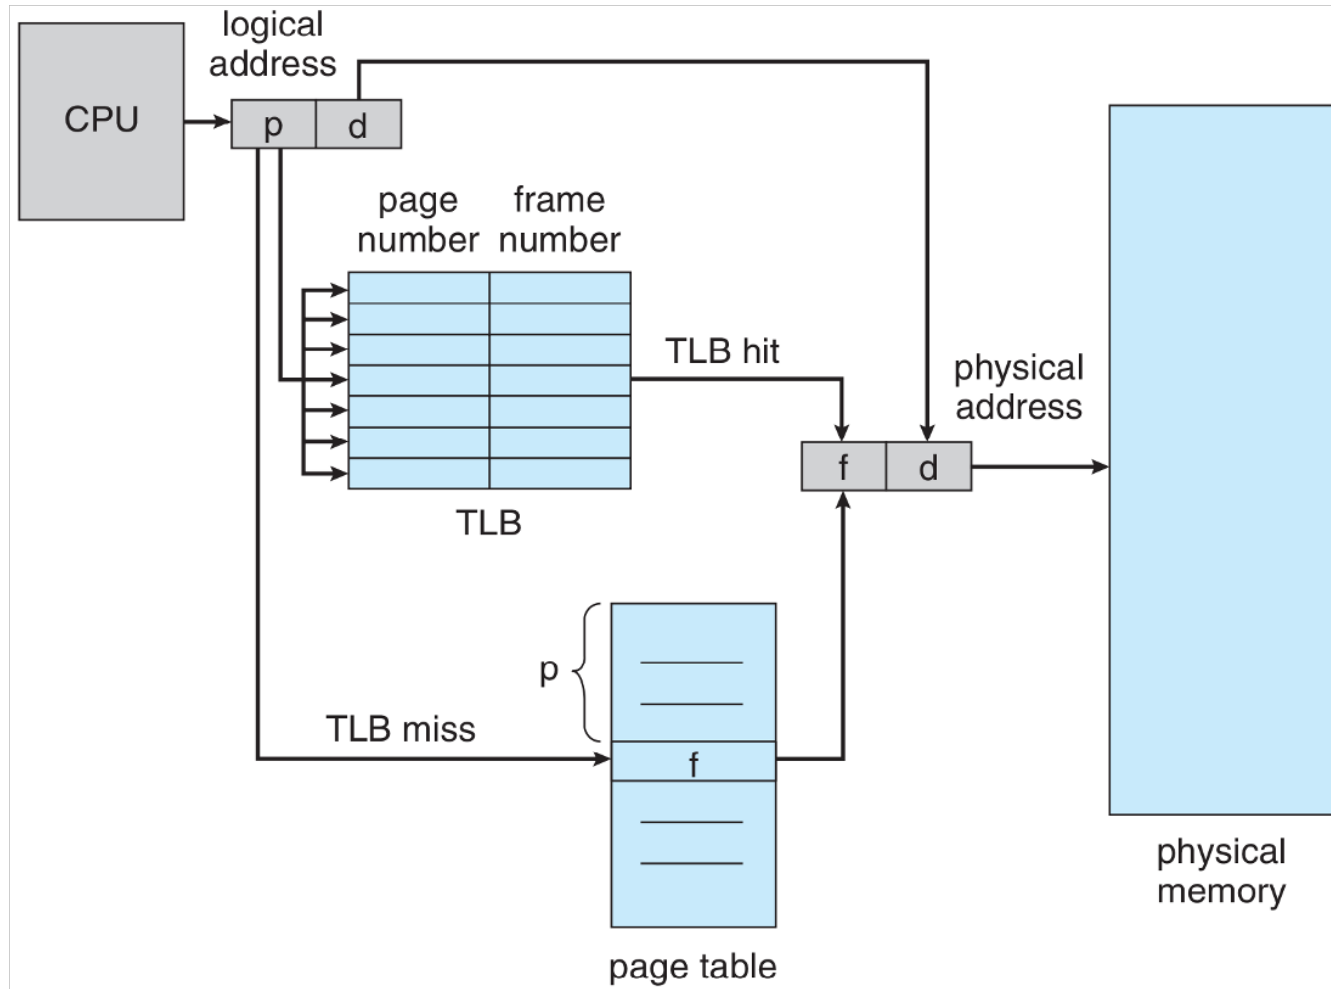 logical
address
CPU
p
d
page
number
frame
number
TLB hit
physical
address
f
d
TLB
p
TLB miss
f
physical
memory
page table